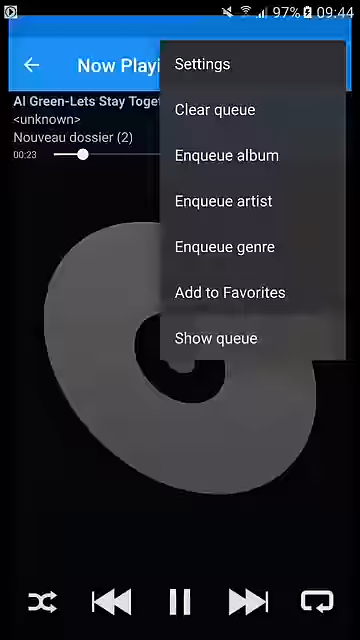 97% 09:44
Now Playi
Settings
Al Green-Lets Stay Toget
<unknown>
Clear queue
Nouveau dossier (2)
00:23
Enqueue album
Enqueue artist
Enqueue genre
Add to Favorites
Show queue